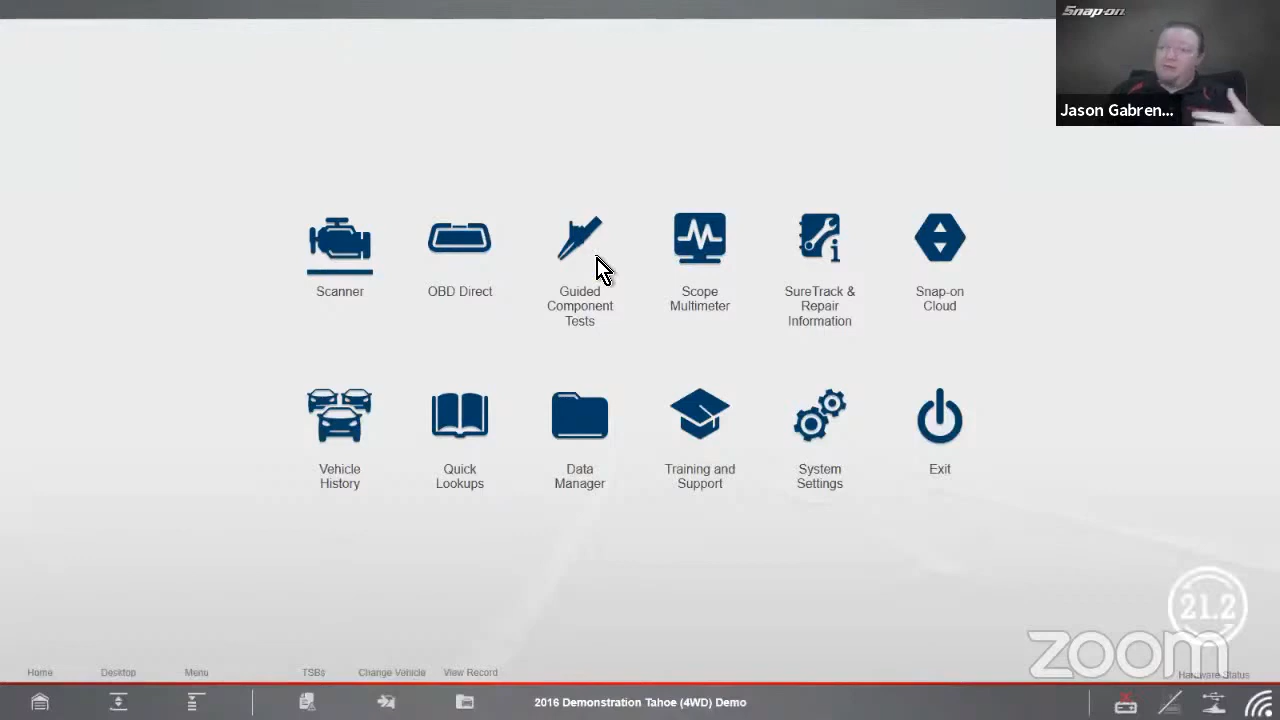 Snap-on
Jason Gabren...
Scanner
OBD Direct
Guided
Component
Tests
Scope
Multimeter
SureTrack &
Repair
Information
Snap-on
Cloud
Vehicle
History
Quick
Lookups
Data
Manager
Training and
Support
System
Settings
Exit
21.2
zoom
Home
Desktop
Menu
TSBs
Change Vehicle
View Record
Hardware Status
2016 Demonstration Tahoe (4WD) Demo